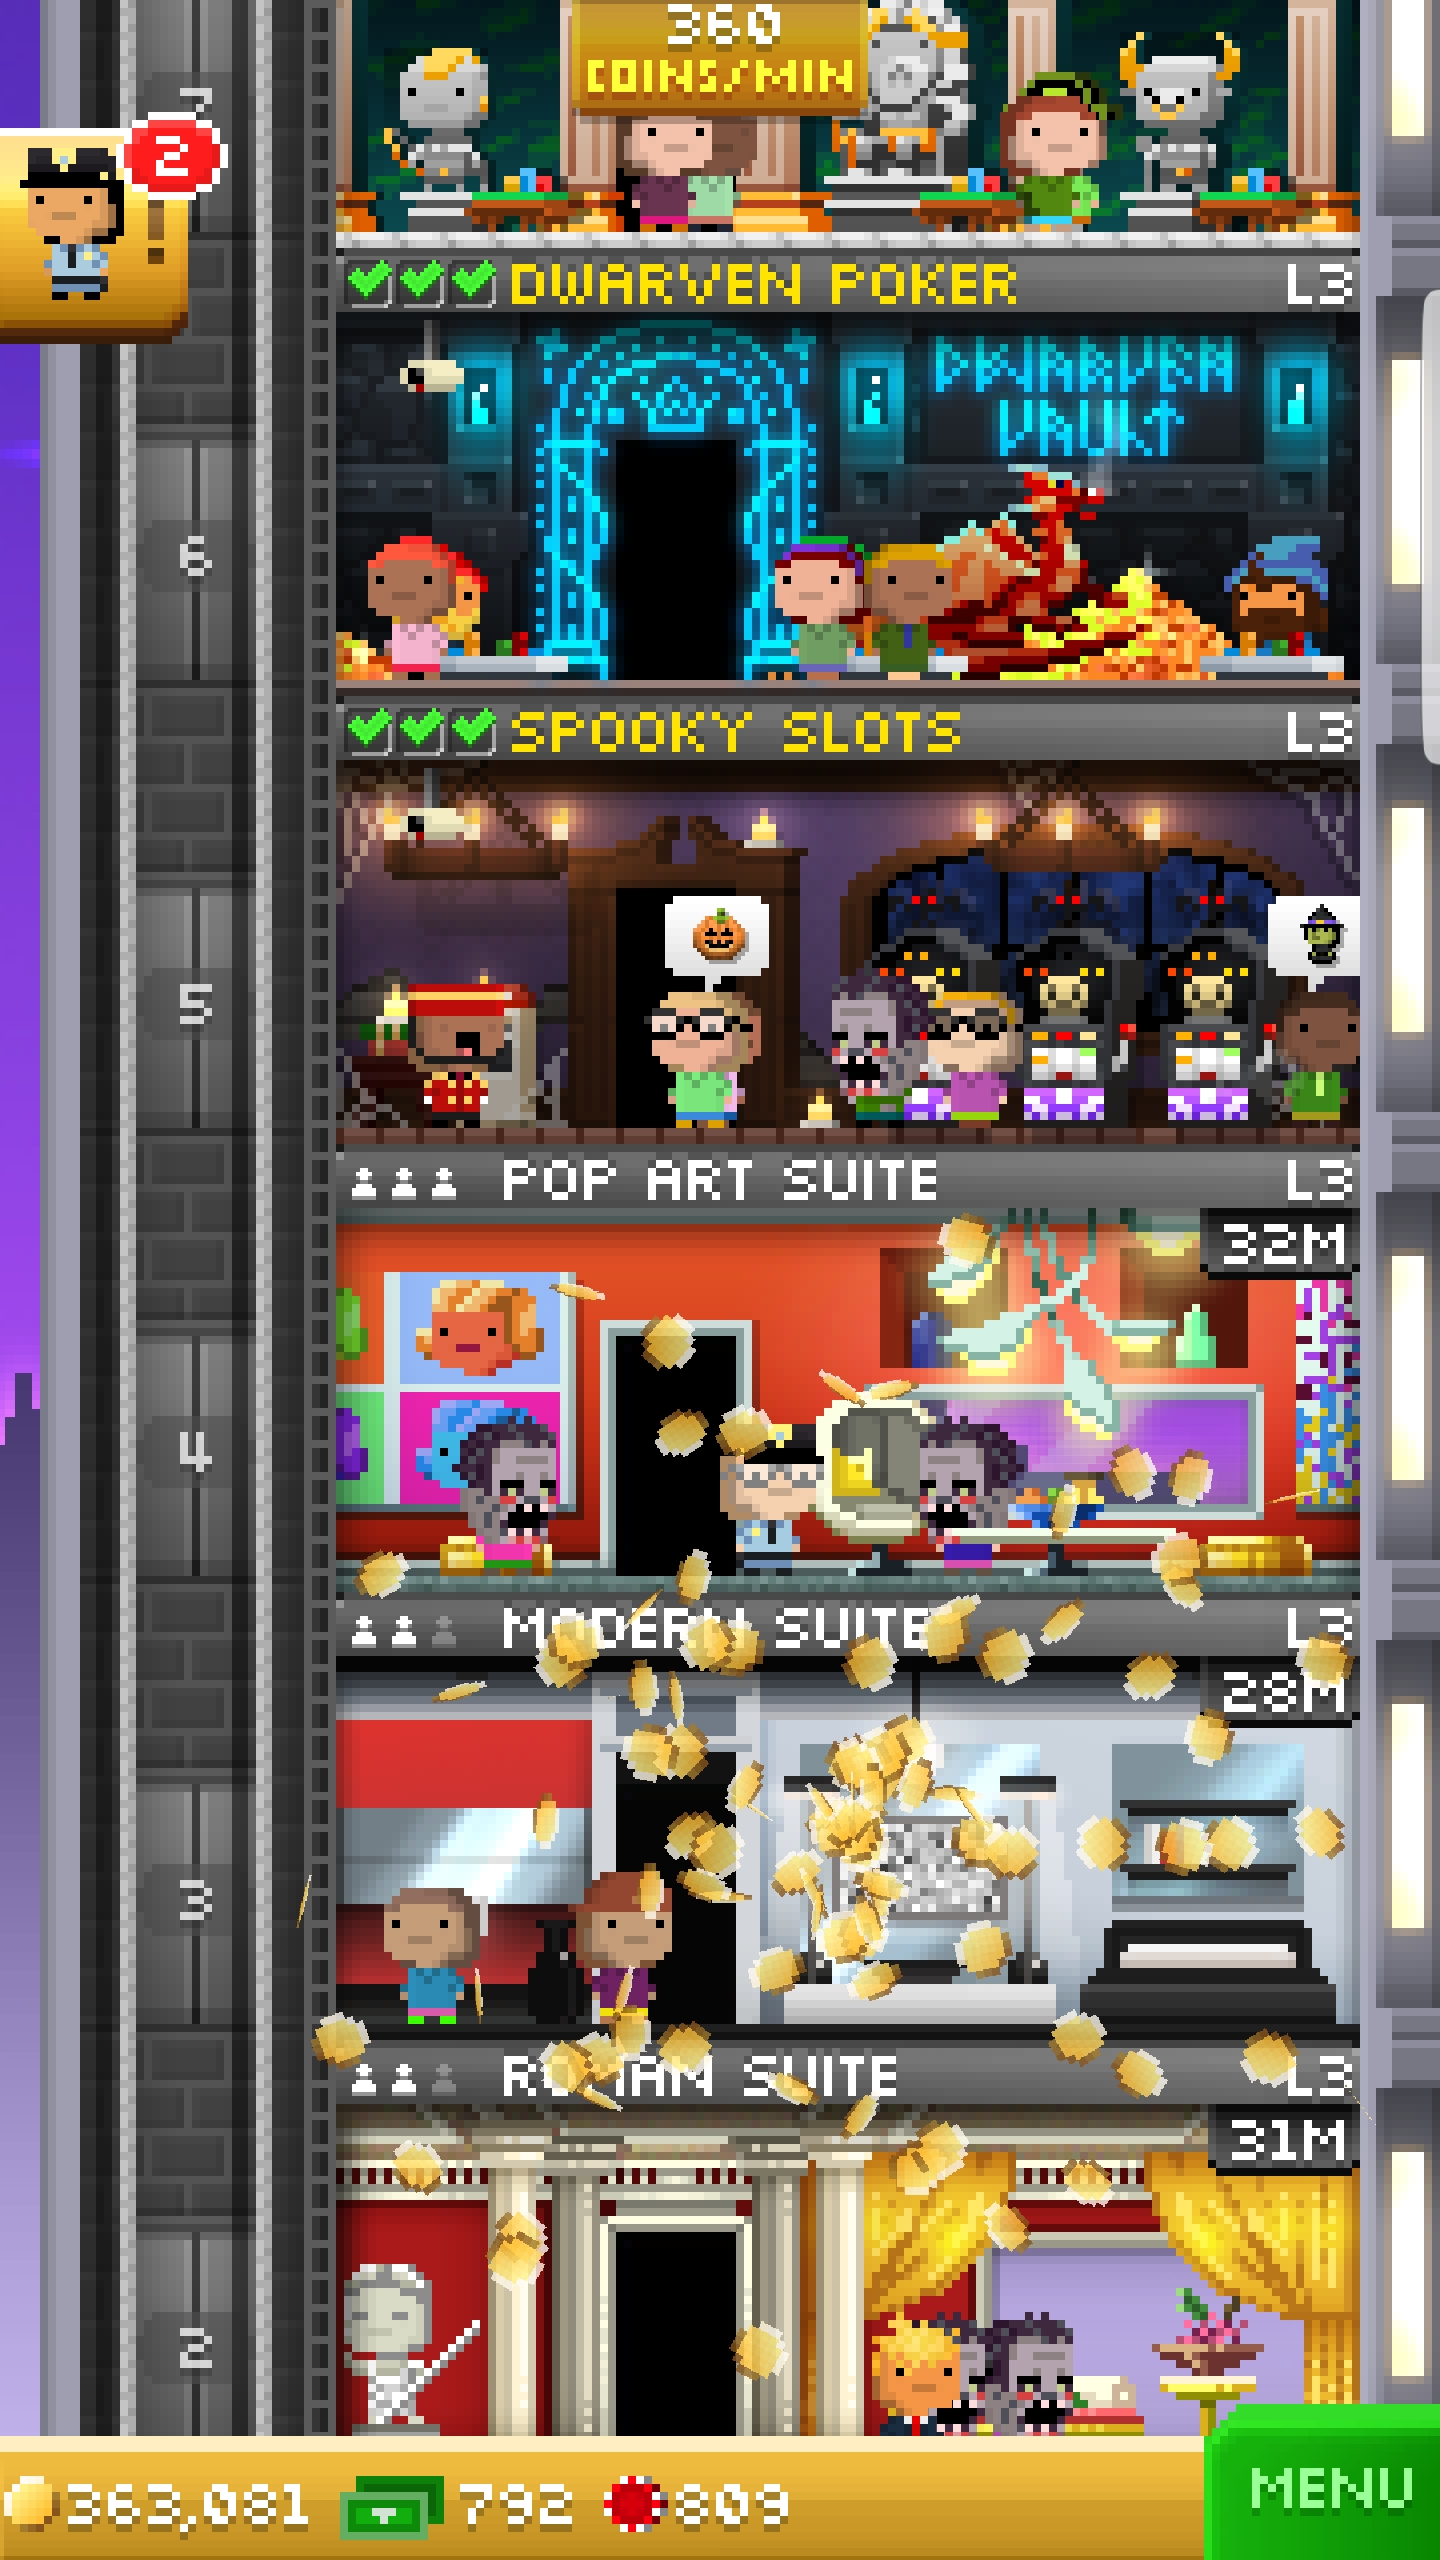 360
COINS/MIN
7
2
!
DWARVEN POKER L3
DWARVEN
VAULT
6
SPOOKY SLOTS L3
5
POP ART SUITE L3
32M
4
MODERN SUITE L3
28M
3
ROMAN SUITE L3
31M
2
363,081 792 809
MENU